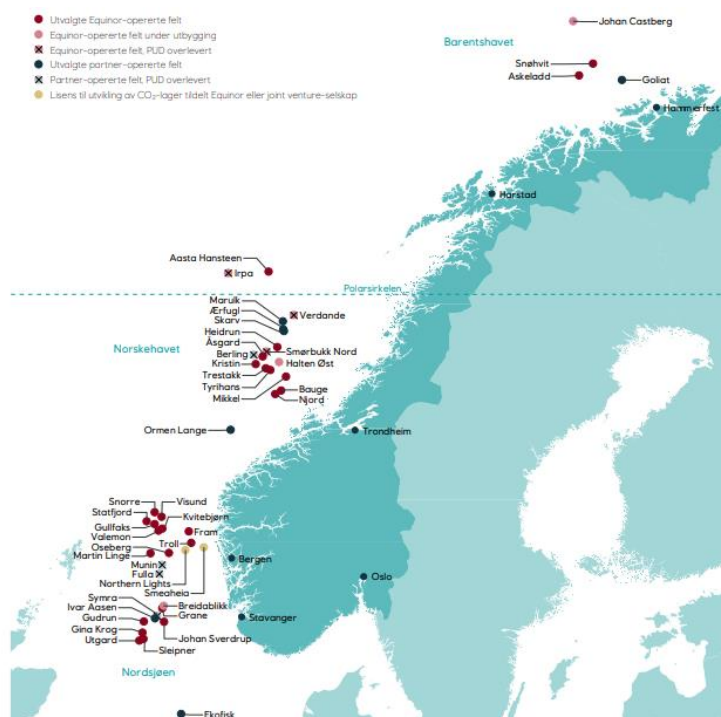 Utvalgte Equinor-opererte felt
Equinor-opererte felt under utbygging
Equinor-opererte felt, PUD overlevert
Utvalgte partner-opererte felt
Partner-opererte felt, PUD overlevert
Lisens til utvikling av CO₂-lager tildelt Equinor eller joint venture-selskap
Johan Castberg
Barentshavet
Snøhvit
Askeladd
Goliat
Hammerfest
Harstad
Aasta Hansteen
Irpa
Polarsirkelen
Marulk
Ærfugl
Verdande
Skarv
Heidrun
Åsgard
Norskehavet
Berling
Smørbukk Nord
Kristin
Halten Øst
Trestakk
Tyrihans
Bauge
Mikkel
Njord
Ormen Lange
Trondheim
Snorre
Visund
Statfjord
Kvitebjørn
Gullfaks
Valemon
Fram
Troll
Oseberg
Martin Linge
Munin
Bergen
Fulla
Northern Lights
Oslo
Smeaheia
Symra
Breidablikk
Ivar Aasen
Grane
Gudrun
Stavanger
Gina Krog
Johan Sverdrup
Utgard
Sleipner
Nordsjøen
Ekofisk